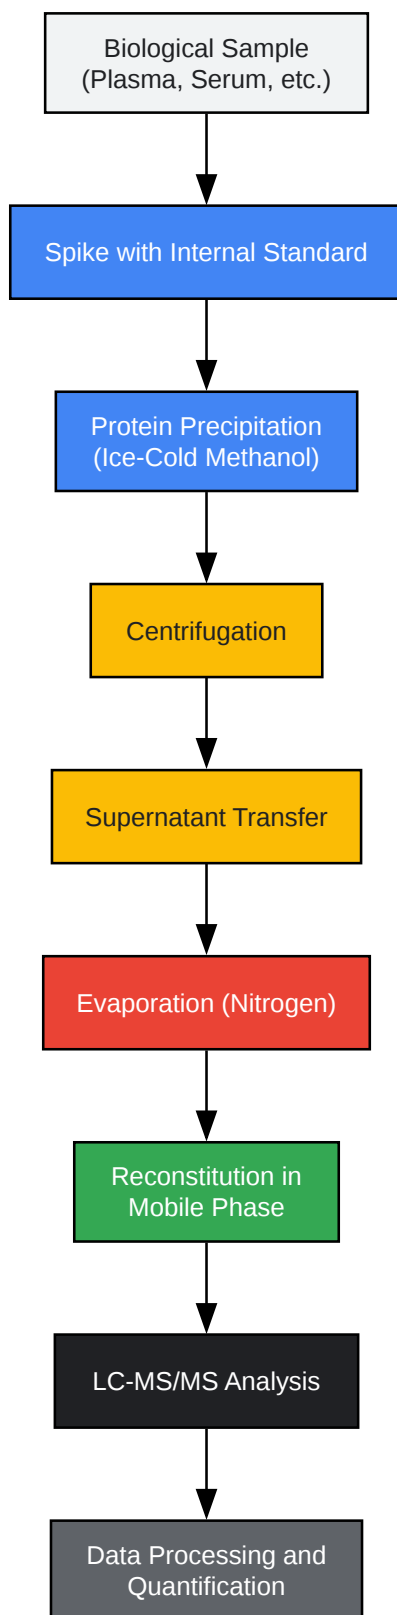 Biological Sample
(Plasma, Serum, etc.)
Spike with Internal Standard
Protein Precipitation
(Ice-Cold Methanol)
Centrifugation
Supernatant Transfer
Evaporation (Nitrogen)
Reconstitution in
Mobile Phase
LC-MS/MS Analysis
Data Processing and
Quantification